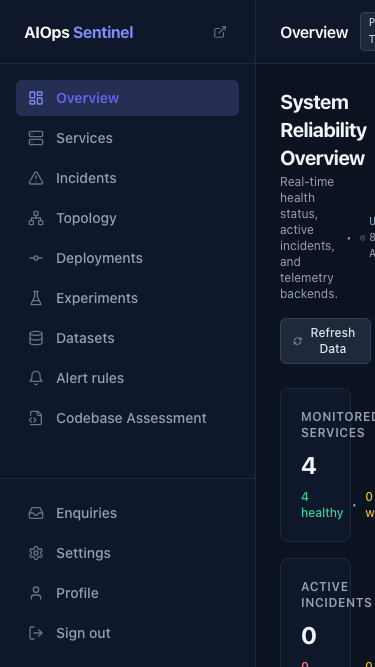 AIOps Sentinel
Overview
Services
Incidents
Topology
Deployments
Experiments
Datasets
Alert rules
Codebase Assessment
Enquiries
Settings
Profile
Sign out
Overview
System
Reliability
Overview
Real-time
health
status,
active
incidents,
and
telemetry
backends.
•
Refresh
Data
MONITORED
SERVICES
4
4
healthy
•
0
ACTIVE
INCIDENTS
0